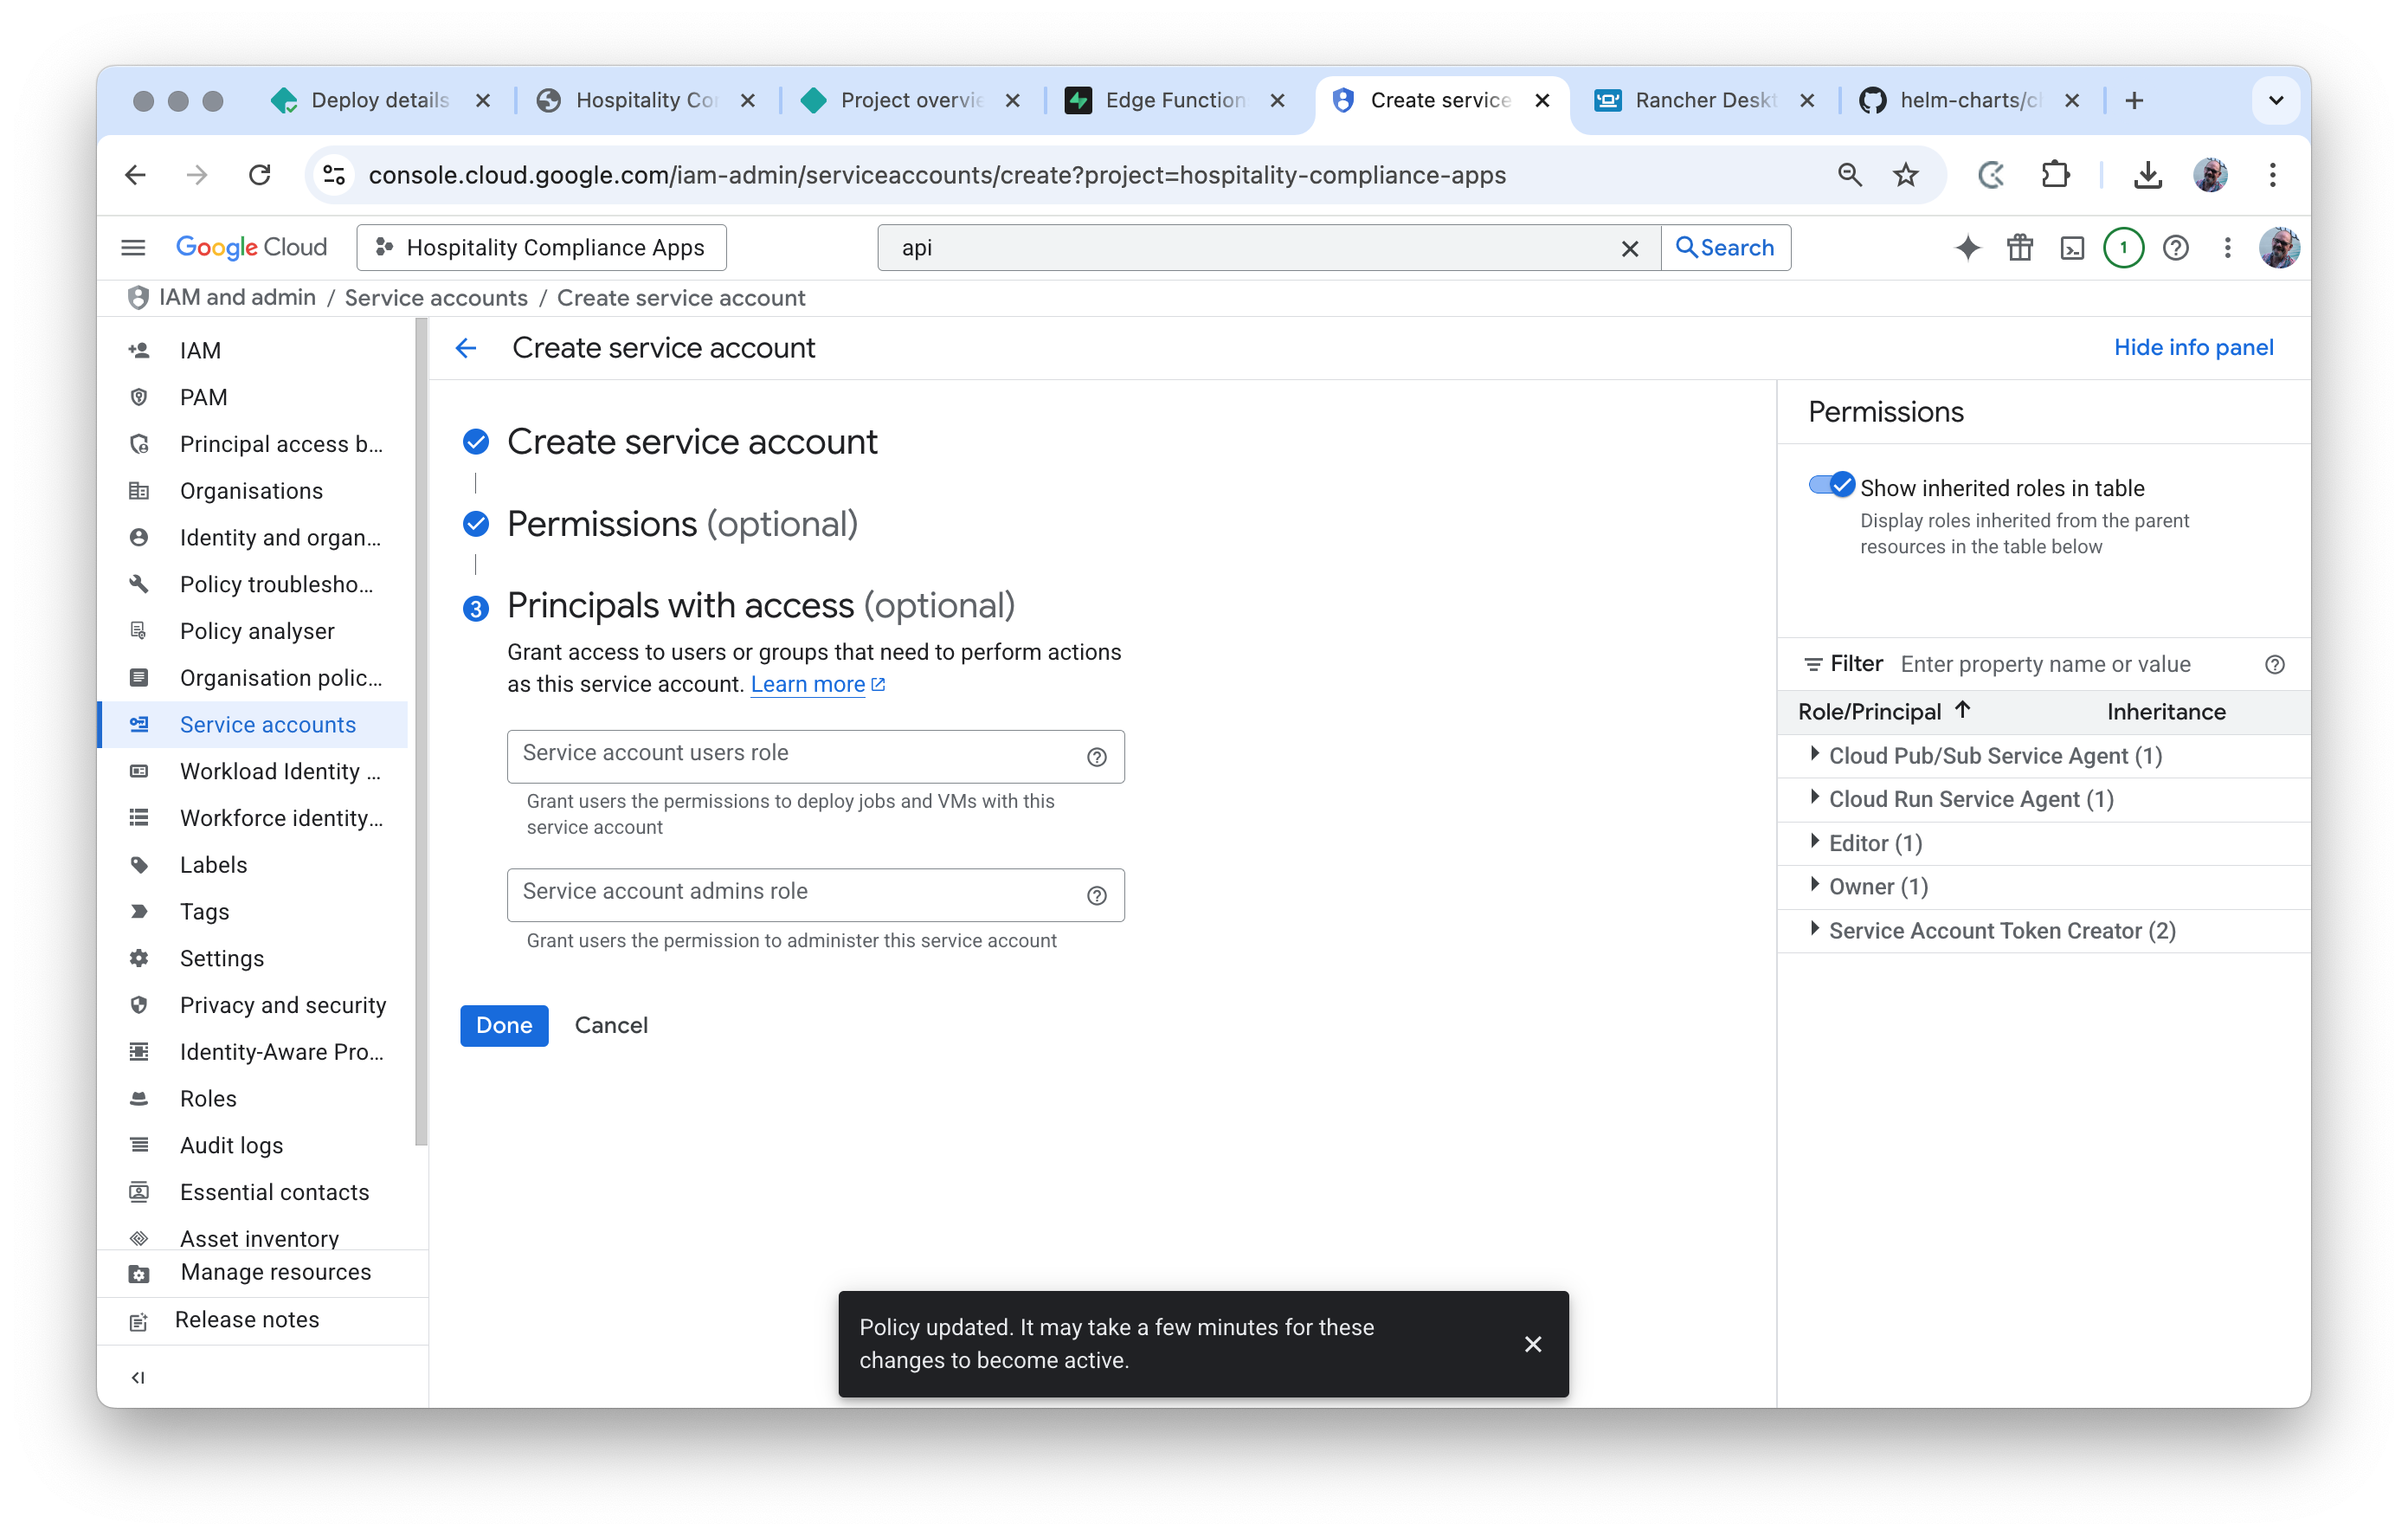 Deploy details
Hospitality Co
Project overvie
Edge Function
Create service
Rancher Deskt
helm-charts/c
console.cloud.google.com/iam-admin/serviceaccounts/create?project=hospitality-compliance-apps
Google Cloud
Hospitality Compliance Apps
api
Search
1
IAM and admin / Service accounts / Create service account
IAM
PAM
Principal access b...
Organisations
Identity and organ...
Policy troublesho...
Policy analyser
Organisation polic...
Service accounts
Workload Identity ...
Workforce identity...
Labels
Tags
Settings
Privacy and security
Identity-Aware Pro...
Roles
Audit logs
Essential contacts
Asset inventory
Manage resources
Release notes
Create service account
Hide info panel
Create service account
Permissions (optional)
3 Principals with access (optional)
Grant access to users or groups that need to perform actions
as this service account. Learn more
Service account users role
Grant users the permissions to deploy jobs and VMs with this
service account
Service account admins role
Grant users the permission to administer this service account
Done
Cancel
Permissions
Show inherited roles in table
Display roles inherited from the parent
resources in the table below
Filter Enter property name or value
Role/Principal Inheritance
Cloud Pub/Sub Service Agent (1)
Cloud Run Service Agent (1)
Editor (1)
Owner (1)
Service Account Token Creator (2)
Policy updated. It may take a few minutes for these
changes to become active.